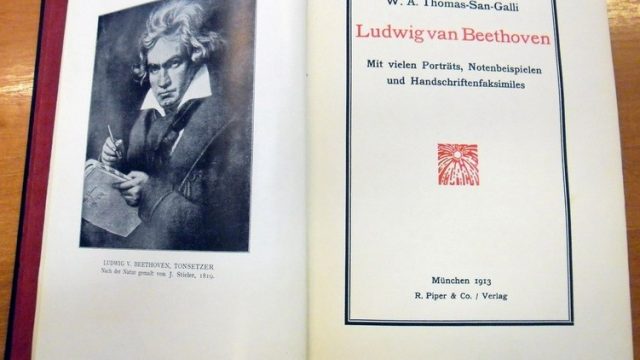 LUDWIG V. BEETHOVEN, TONSETZER
Nach der Natur gemalt von J. Stieler, 1819.
W. A. Thomas-San-Galli
Ludwig van Beethoven
Mit vielen Porträts, Notenbeispielen
und Handschriftenfaksimiles
München 1913
R. Piper & Co. / Verlag